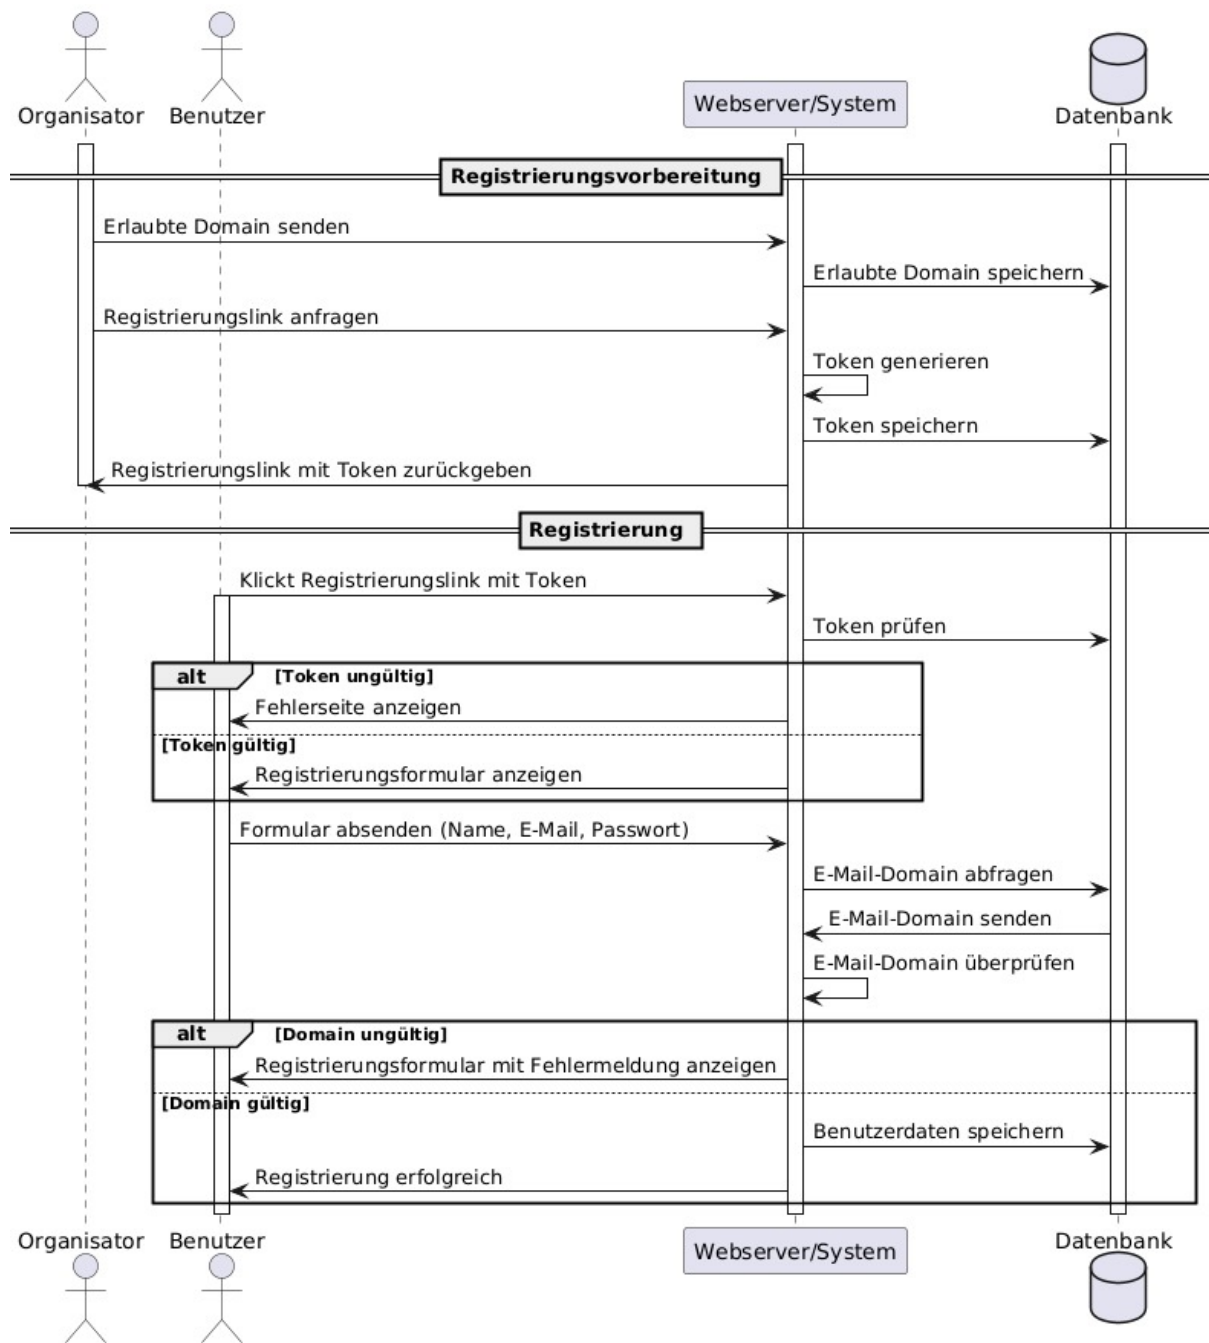 Organisator
Benutzer
Webserver/System
Datenbank
Registrierungsvorbereitung
Erlaubte Domain senden
Erlaubte Domain speichern
Registrierungslink anfragen
Token generieren
Token speichern
Registrierungslink mit Token zurückgeben
Registrierung
Klickt Registrierungslink mit Token
Token prüfen
alt [Token ungültig]
Fehlerseite anzeigen
[Token gültig]
Registrierungsformular anzeigen
Formular absenden (Name, E-Mail, Passwort)
E-Mail-Domain abfragen
E-Mail-Domain senden
E-Mail-Domain überprüfen
alt [Domain ungültig]
Registrierungsformular mit Fehlermeldung anzeigen
[Domain gültig]
Benutzerdaten speichern
Registrierung erfolgreich
Organisator
Benutzer
Webserver/System
Datenbank